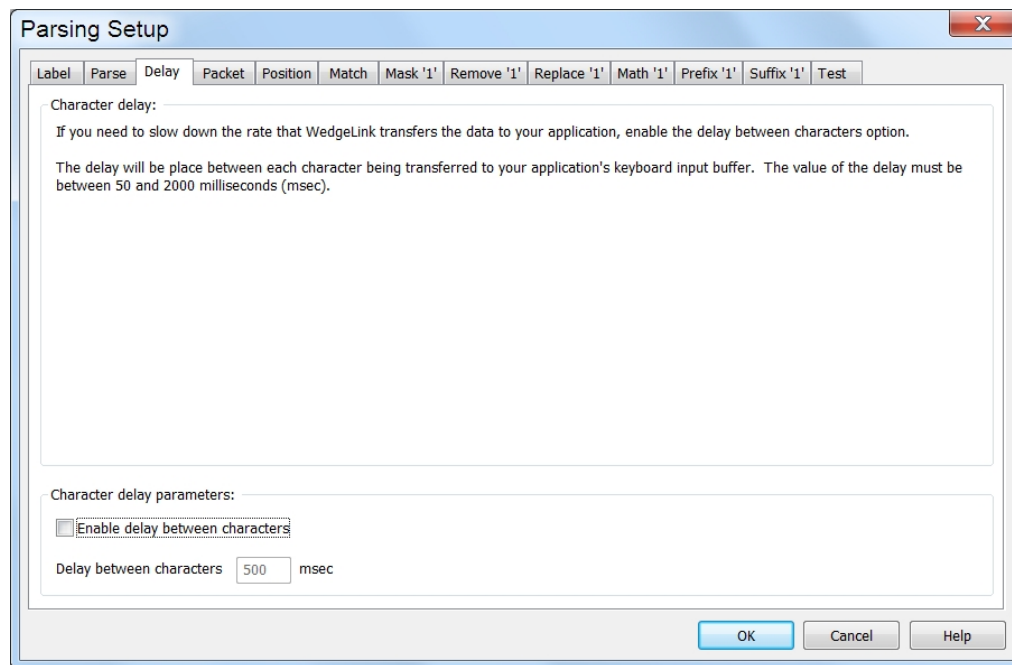 Parsing Setup
X
Label Parse Delay Packet Position Match Mask '1' Remove '1' Replace '1' Math '1' Prefix '1' Suffix '1' Test
Character delay:
If you need to slow down the rate that WedgeLink transfers the data to your application, enable the delay between characters option.
The delay will be place between each character being transferred to your application's keyboard input buffer. The value of the delay must be
between 50 and 2000 milliseconds (msec).
Character delay parameters:
Enable delay between characters
Delay between characters 500 msec
OK Cancel Help